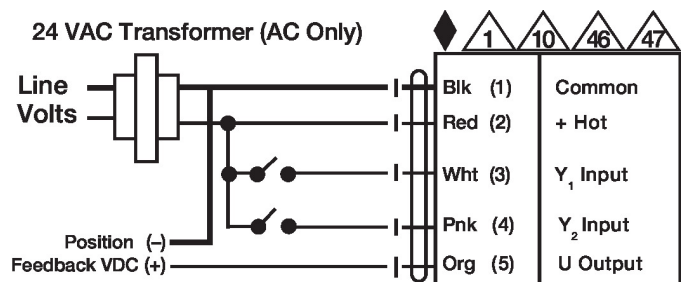 24 VAC Transformer (AC Only)
1 10 46 47
Line
Volts
Blk (1) Common
Red (2) + Hot
Wht (3) Y₁ Input
Pnk (4) Y₂ Input
Position (–)
Feedback VDC (+)
Org (5) U Output